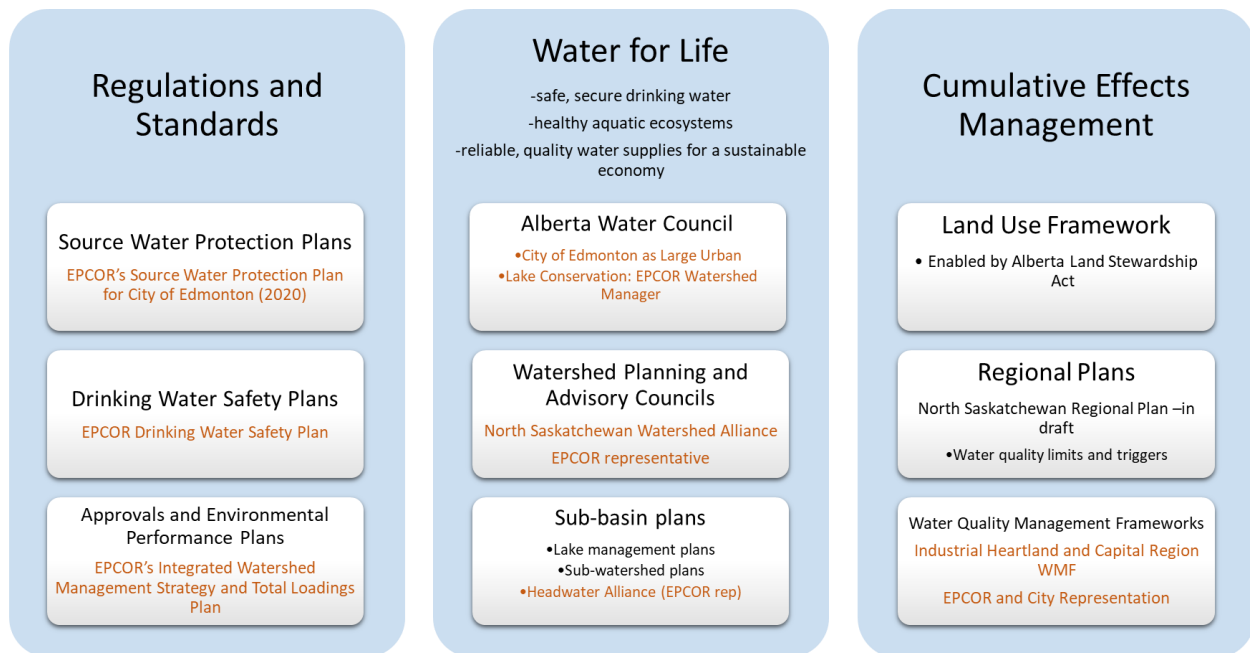 Regulations and
Standards
Source Water Protection Plans
EPCOR's Source Water Protection Plan
for City of Edmonton (2020)
Drinking Water Safety Plans
EPCOR Drinking Water Safety Plan
Approvals and Environmental
Performance Plans
EPCOR's Integrated Watershed
Management Strategy and Total Loadings
Plan
Water for Life
-safe, secure drinking water
-healthy aquatic ecosystems
-reliable, quality water supplies for a sustainable
economy
Alberta Water Council
•City of Edmonton as Large Urban
•Lake Conservation: EPCOR Watershed
Manager
Watershed Planning and
Advisory Councils
North Saskatchewan Watershed Alliance
EPCOR representative
Sub-basin plans
•Lake management plans
•Sub-watershed plans
•Headwater Alliance (EPCOR rep)
Cumulative Effects
Management
Land Use Framework
• Enabled by Alberta Land Stewardship
Act
Regional Plans
North Saskatchewan Regional Plan –in
draft
•Water quality limits and triggers
Water Quality Management Frameworks
Industrial Heartland and Capital Region
WMF
EPCOR and City Representation